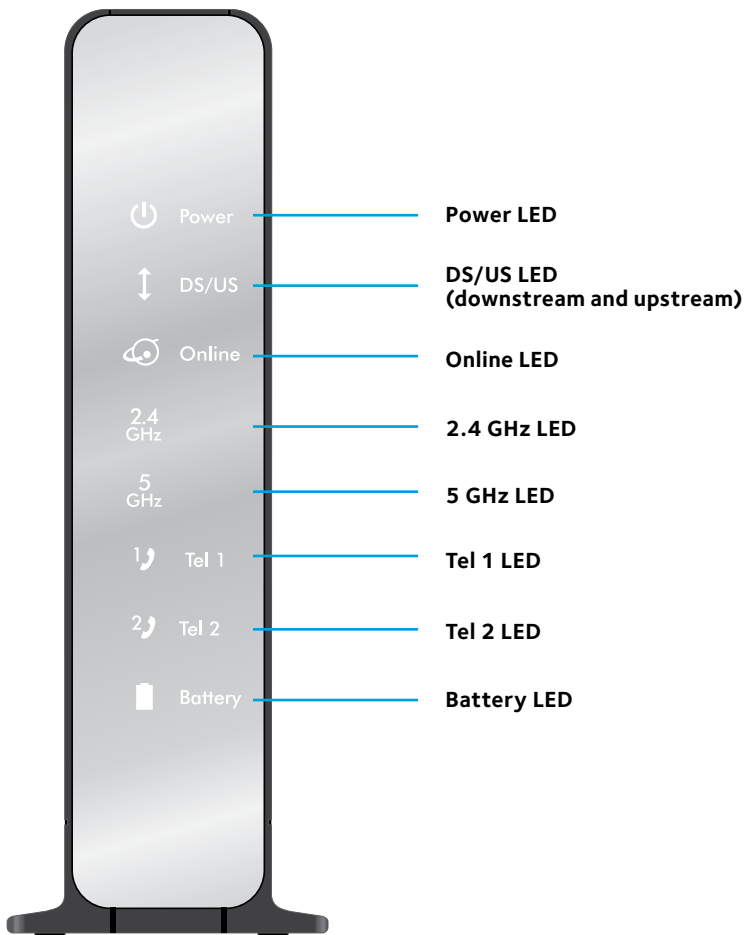 Power
Power LED
DS/US
DS/US LED
(downstream and upstream)
Online
Online LED
2.4
GHz
2.4 GHz LED
5
GHz
5 GHz LED
1 Tel 1
Tel 1 LED
2 Tel 2
Tel 2 LED
Battery
Battery LED